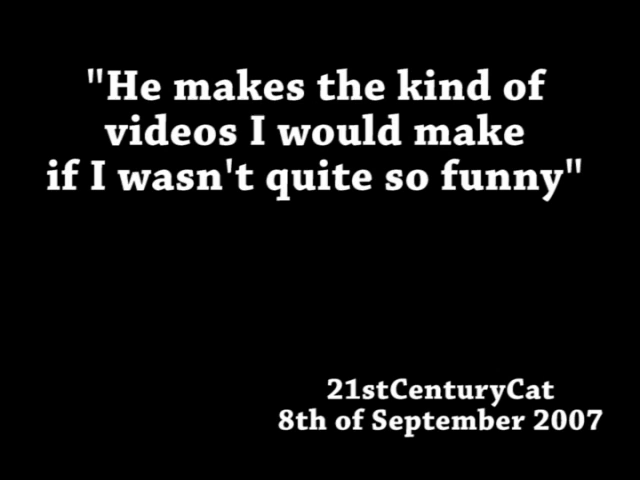 "He makes the kind of
videos I would make
if I wasn't quite so funny"
21stCenturyCat
8th of September 2007